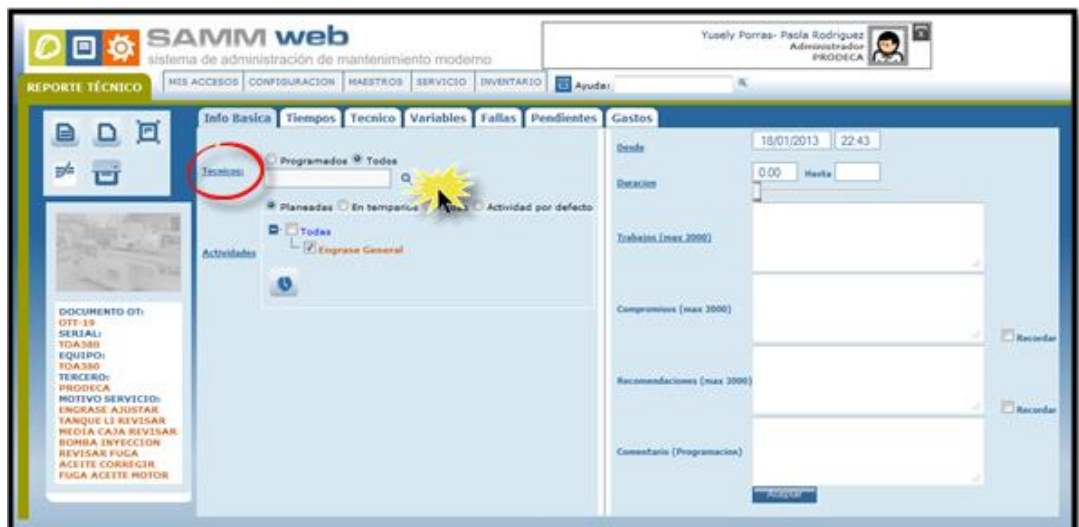 SAMM web
sistema de administración de mantenimiento moderno
Yusely Porras- Paola Rodriguez
Administrador
PRODECA
REPORTE TÉCNICO
MIS ACCESOS CONFIGURACION MAESTROS SERVICIO INVENTARIO Ayuda:
Info Basica Tiempos Tecnico Variables Fallas Pendientes Gastos
Tecnicos:
Programados Todos
Planeadas En temparios Actividad por defecto
Actividades
Todas
Engrase General
DOCUMENTO OT:
OTT-19
SERIAL:
TOA380
EQUIPO:
TOA380
TERCERO:
PRODECA
MOTIVO SERVICIO:
ENGRASE AJUSTAR
TANQUE LI REVISAR
MEDIA CAJA REVISAR
BOMBA INYECCION
REVISAR FUGA
ACEITE CORREGIR
FUGA ACEITE MOTOR
Desde 18/01/2013 22:43
Duracion 0.00 Hasta
Trabajos (max 2000)
Compromisos (max 2000)
Recordar
Recomendaciones (max 2000)
Recordar
Comentario (Programacion)
Aceptar